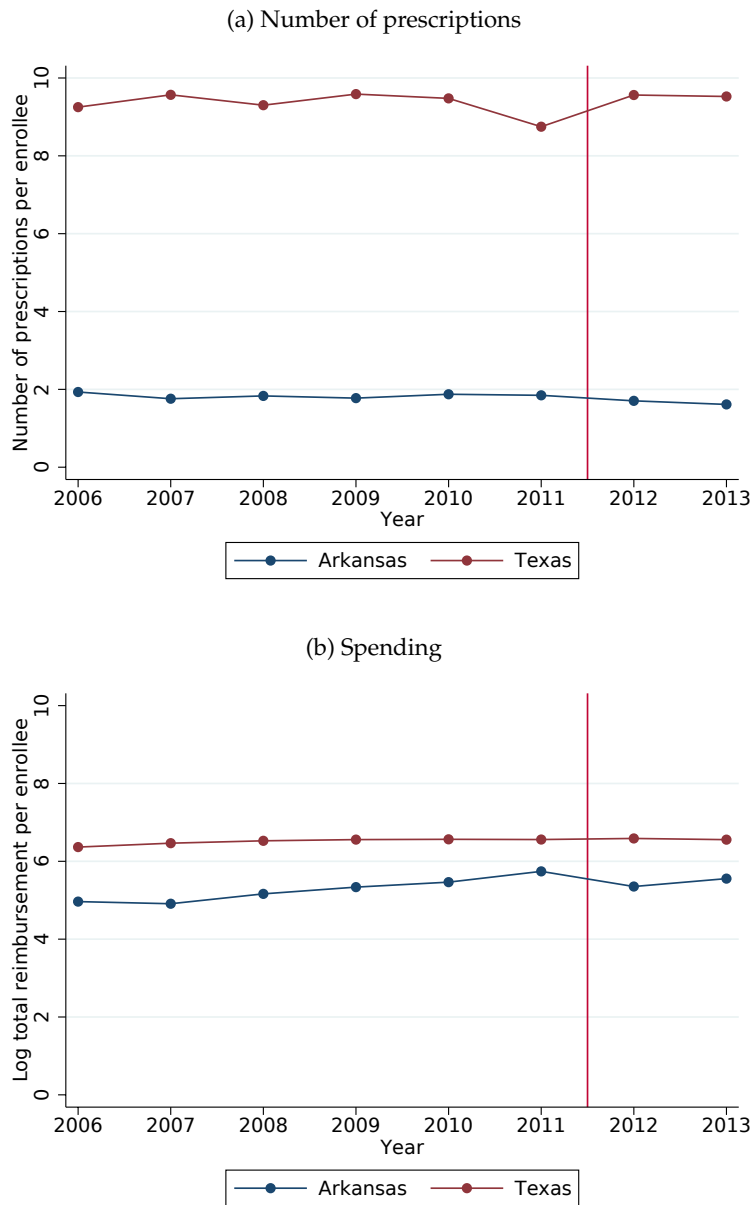 (a) Number of prescriptions
Number of prescriptions per enrollee
10
8
6
4
2
0
2006 2007 2008 2009 2010 2011 2012 2013
Year
Arkansas Texas
(b) Spending
Log total reimbursement per enrollee
10
8
6
4
2
0
2006 2007 2008 2009 2010 2011 2012 2013
Year
Arkansas Texas